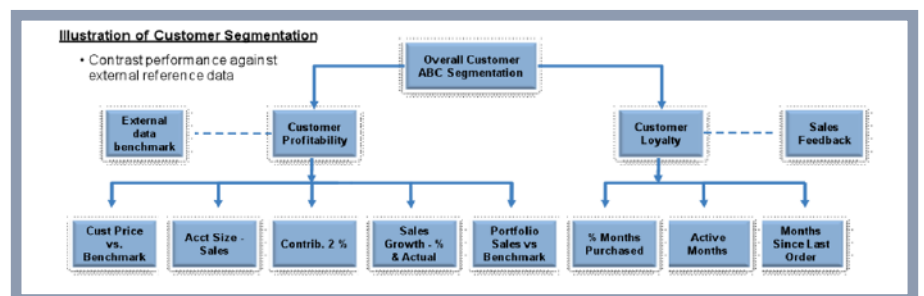 Illustration of Customer Segmentation
• Contrast performance against
external reference data
Overall Customer
ABC Segmentation
External
data
benchmark
Customer
Profitability
Customer
Loyalty
Sales
Feedback
Cust Price
vs.
Benchmark
Acct Size -
Sales
Contrib. 2 %
Sales
Growth - %
& Actual
Portfolio
Sales vs
Benchmark
% Months
Purchased
Active
Months
Months
Since Last
Order